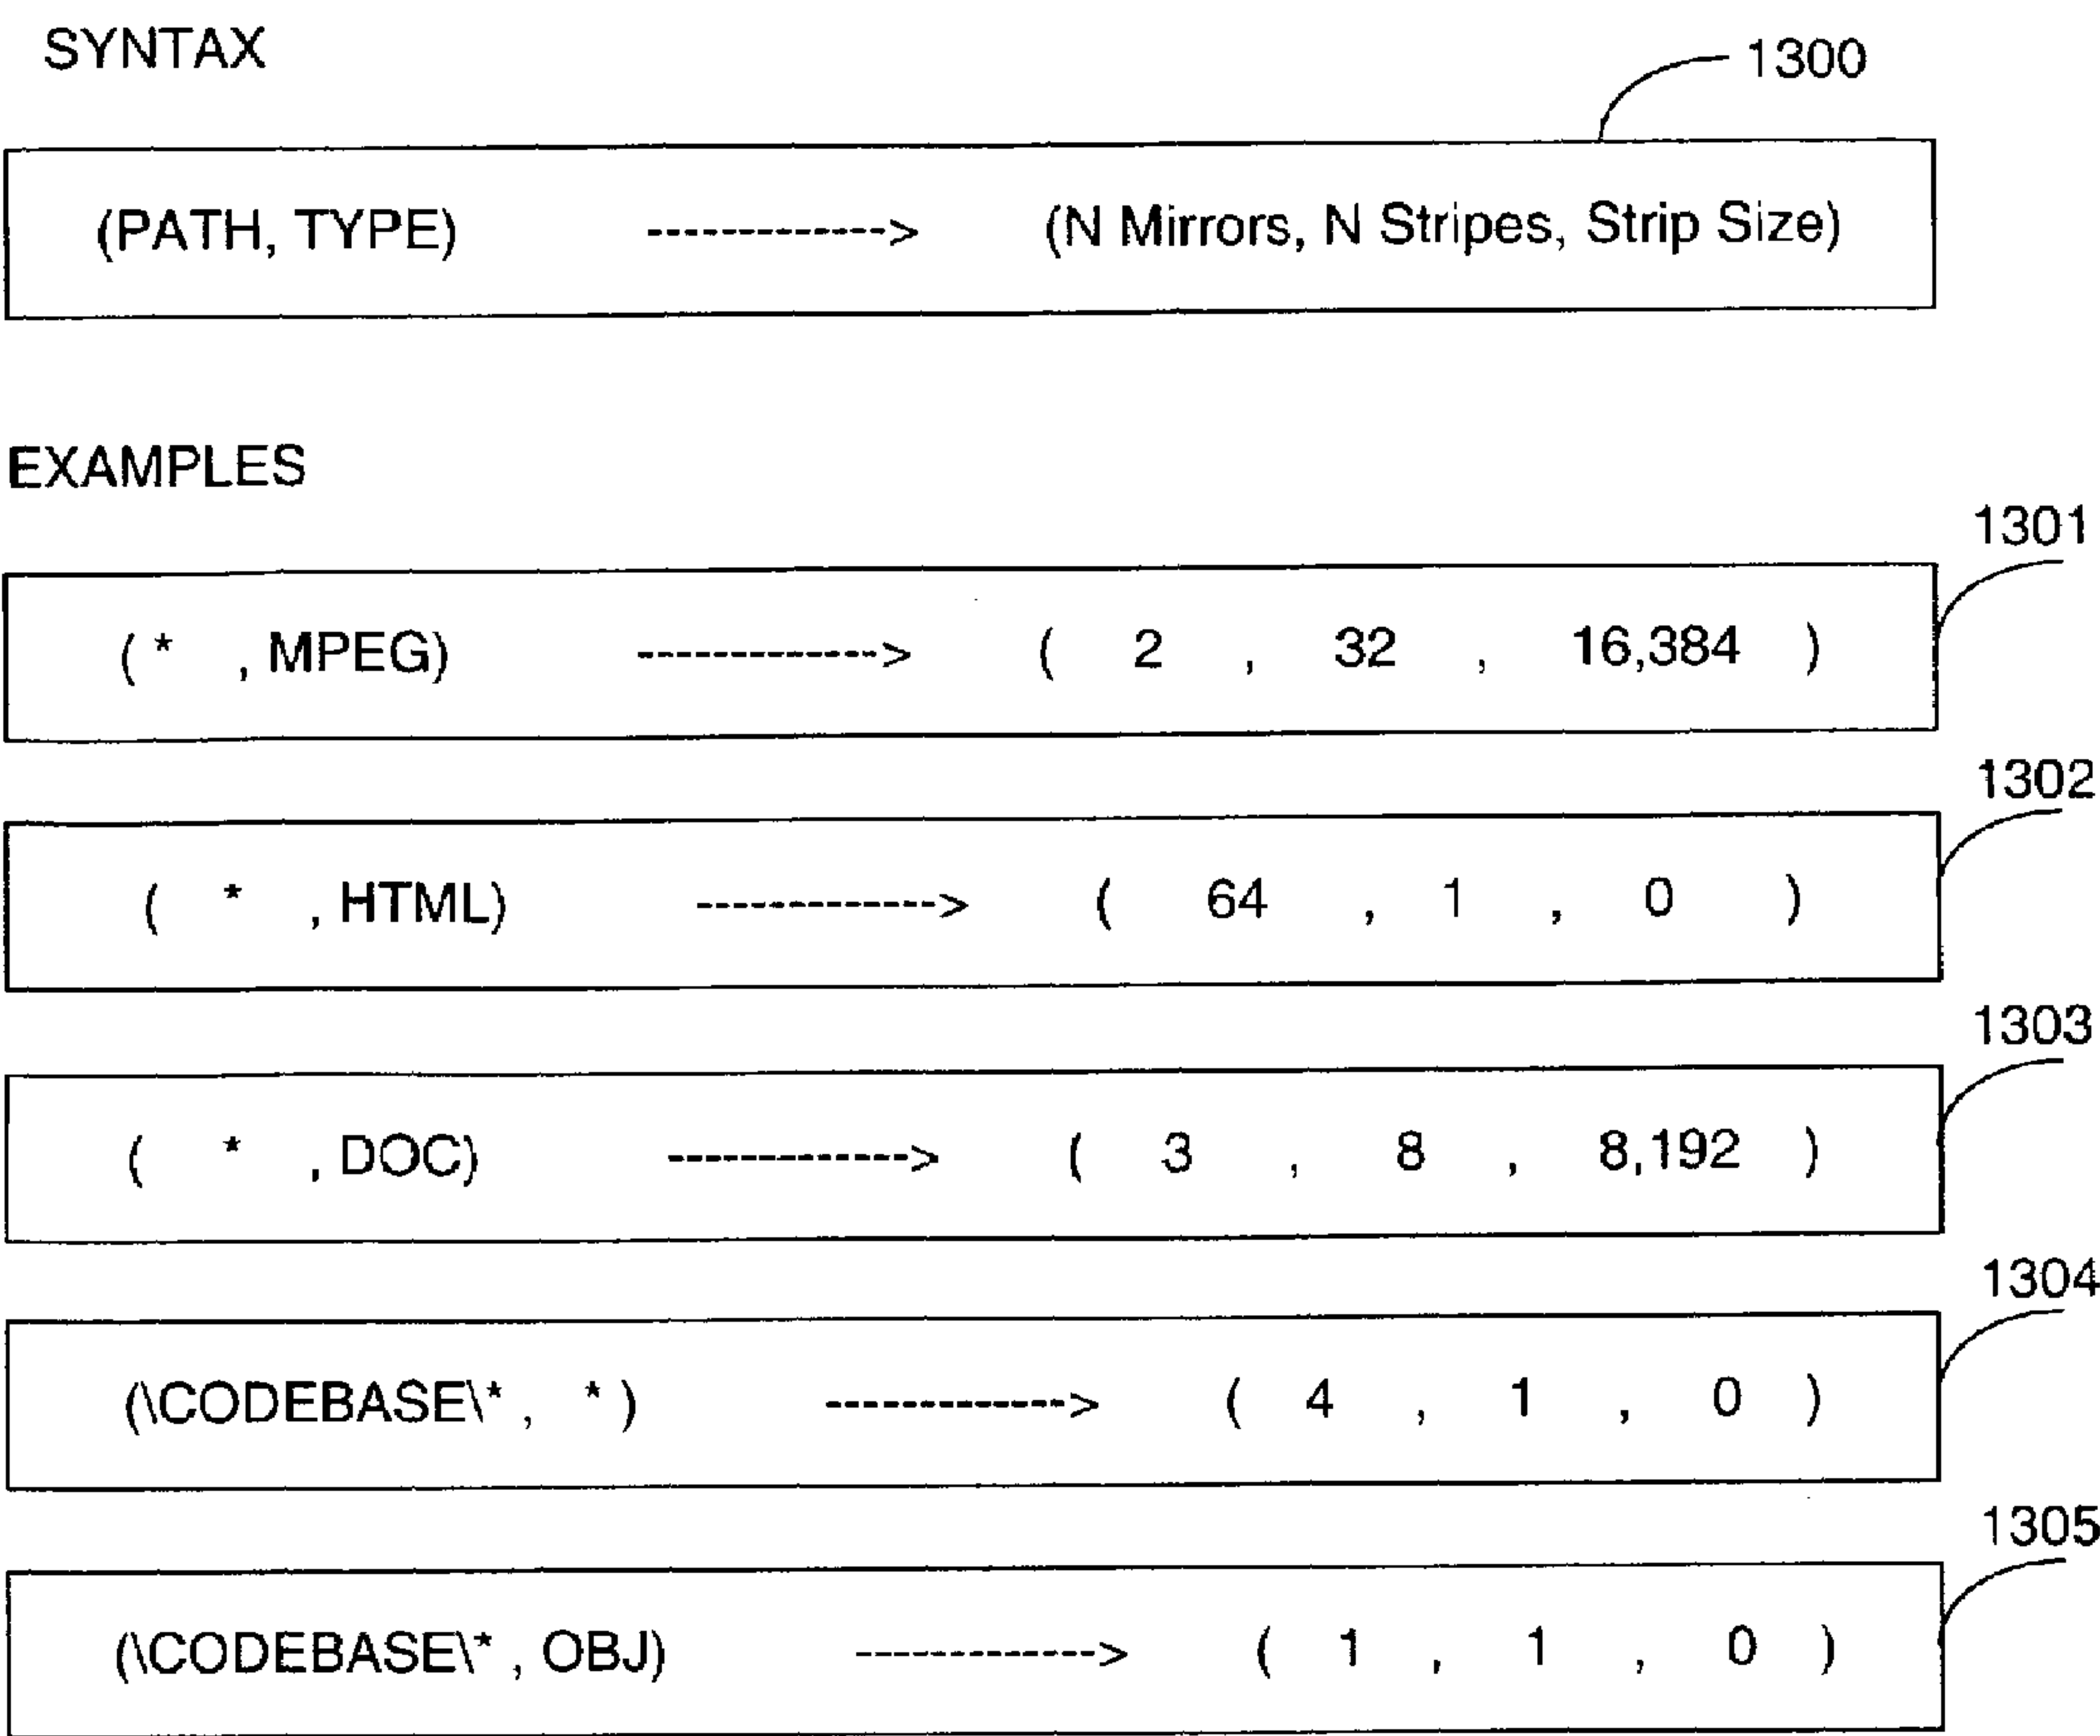 SYNTAX
1300
(PATH, TYPE) ------------> (N Mirrors, N Stripes, Strip Size)
EXAMPLES
1301
( * , MPEG) ------------> ( 2 , 32 , 16,384 )
1302
( * , HTML) ------------> ( 64 , 1 , 0 )
1303
( * , DOC) ------------> ( 3 , 8 , 8,192 )
1304
(\CODEBASE\* , * ) ------------> ( 4 , 1 , 0 )
1305
(\CODEBASE\* , OBJ) ------------> ( 1 , 1 , 0 )